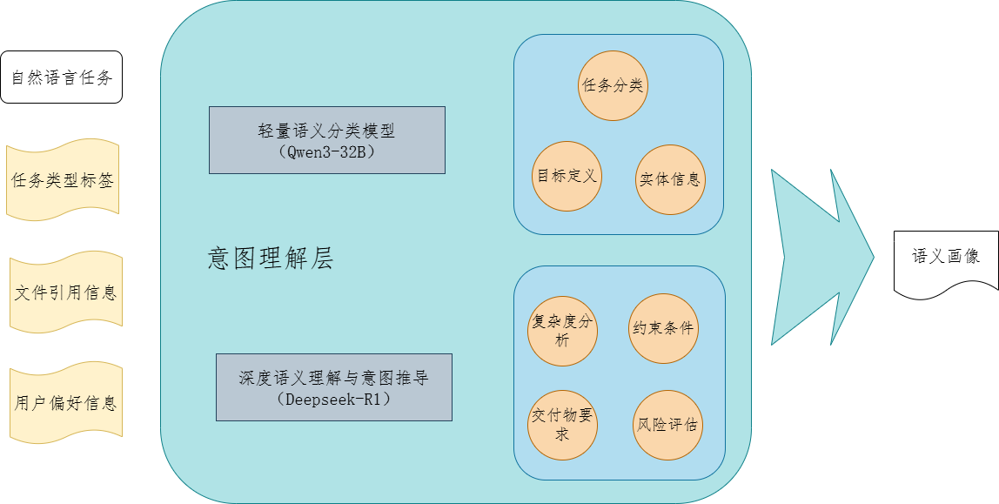 自然语言任务
任务类型标签
文件引用信息
用户偏好信息
轻量语义分类模型
（Qwen3-32B）
意图理解层
深度语义理解与意图推导
（Deepseek-R1）
任务分类
目标定义
实体信息
复杂度分
析
约束条件
交付物要
求
风险评估
语义画像